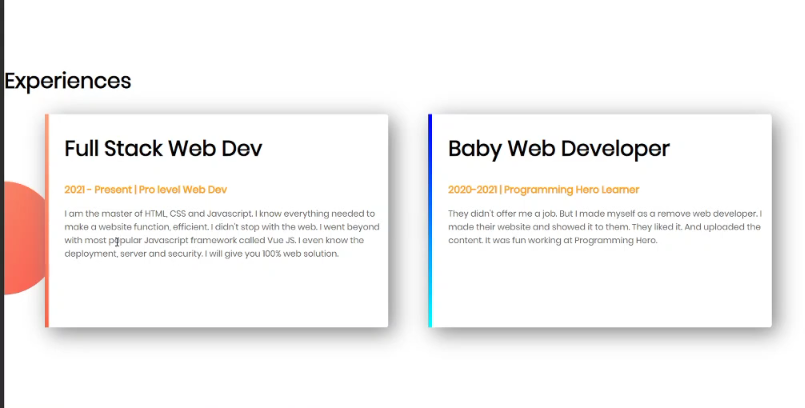 Experiences
Full Stack Web Dev
2021 - Present | Pro level Web Dev
I am the master of HTML, CSS and Javascript. I know everything needed to
make a website function, efficient. I didn't stop with the web. I went beyond
with most popular Javascript framework called Vue JS. I even know the
deployment, server and security. I will give you 100% web solution.
Baby Web Developer
2020-2021 | Programming Hero Learner
They didn't offer me a job. But I made myself as a remove web developer. I
made their website and showed it to them. They liked it. And uploaded the
content. It was fun working at Programming Hero.